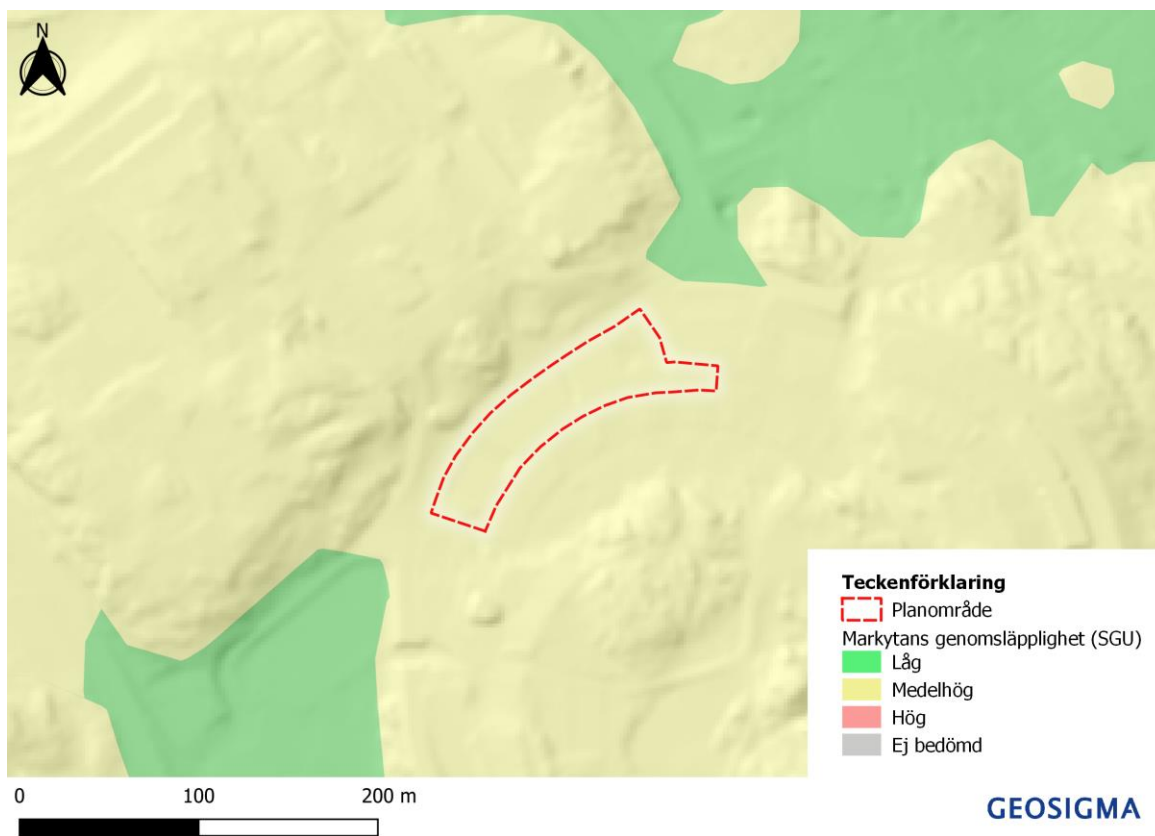 N
Teckenförklaring
Planområde
Markytans genomsläpplighet (SGU)
Låg
Medelhög
Hög
Ej bedömd
0 100 200 m
GEOSIGMA